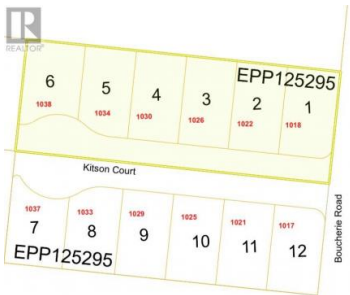 R
REALTOR®
EPP125295
6 5 4 3 2 1
1038 1034 1030 1026 1022 1018
Kitson Court
Boucherie Road
1037 1033 1029 1025 1021 1017
7 8 9 10 11 12
EPP125295